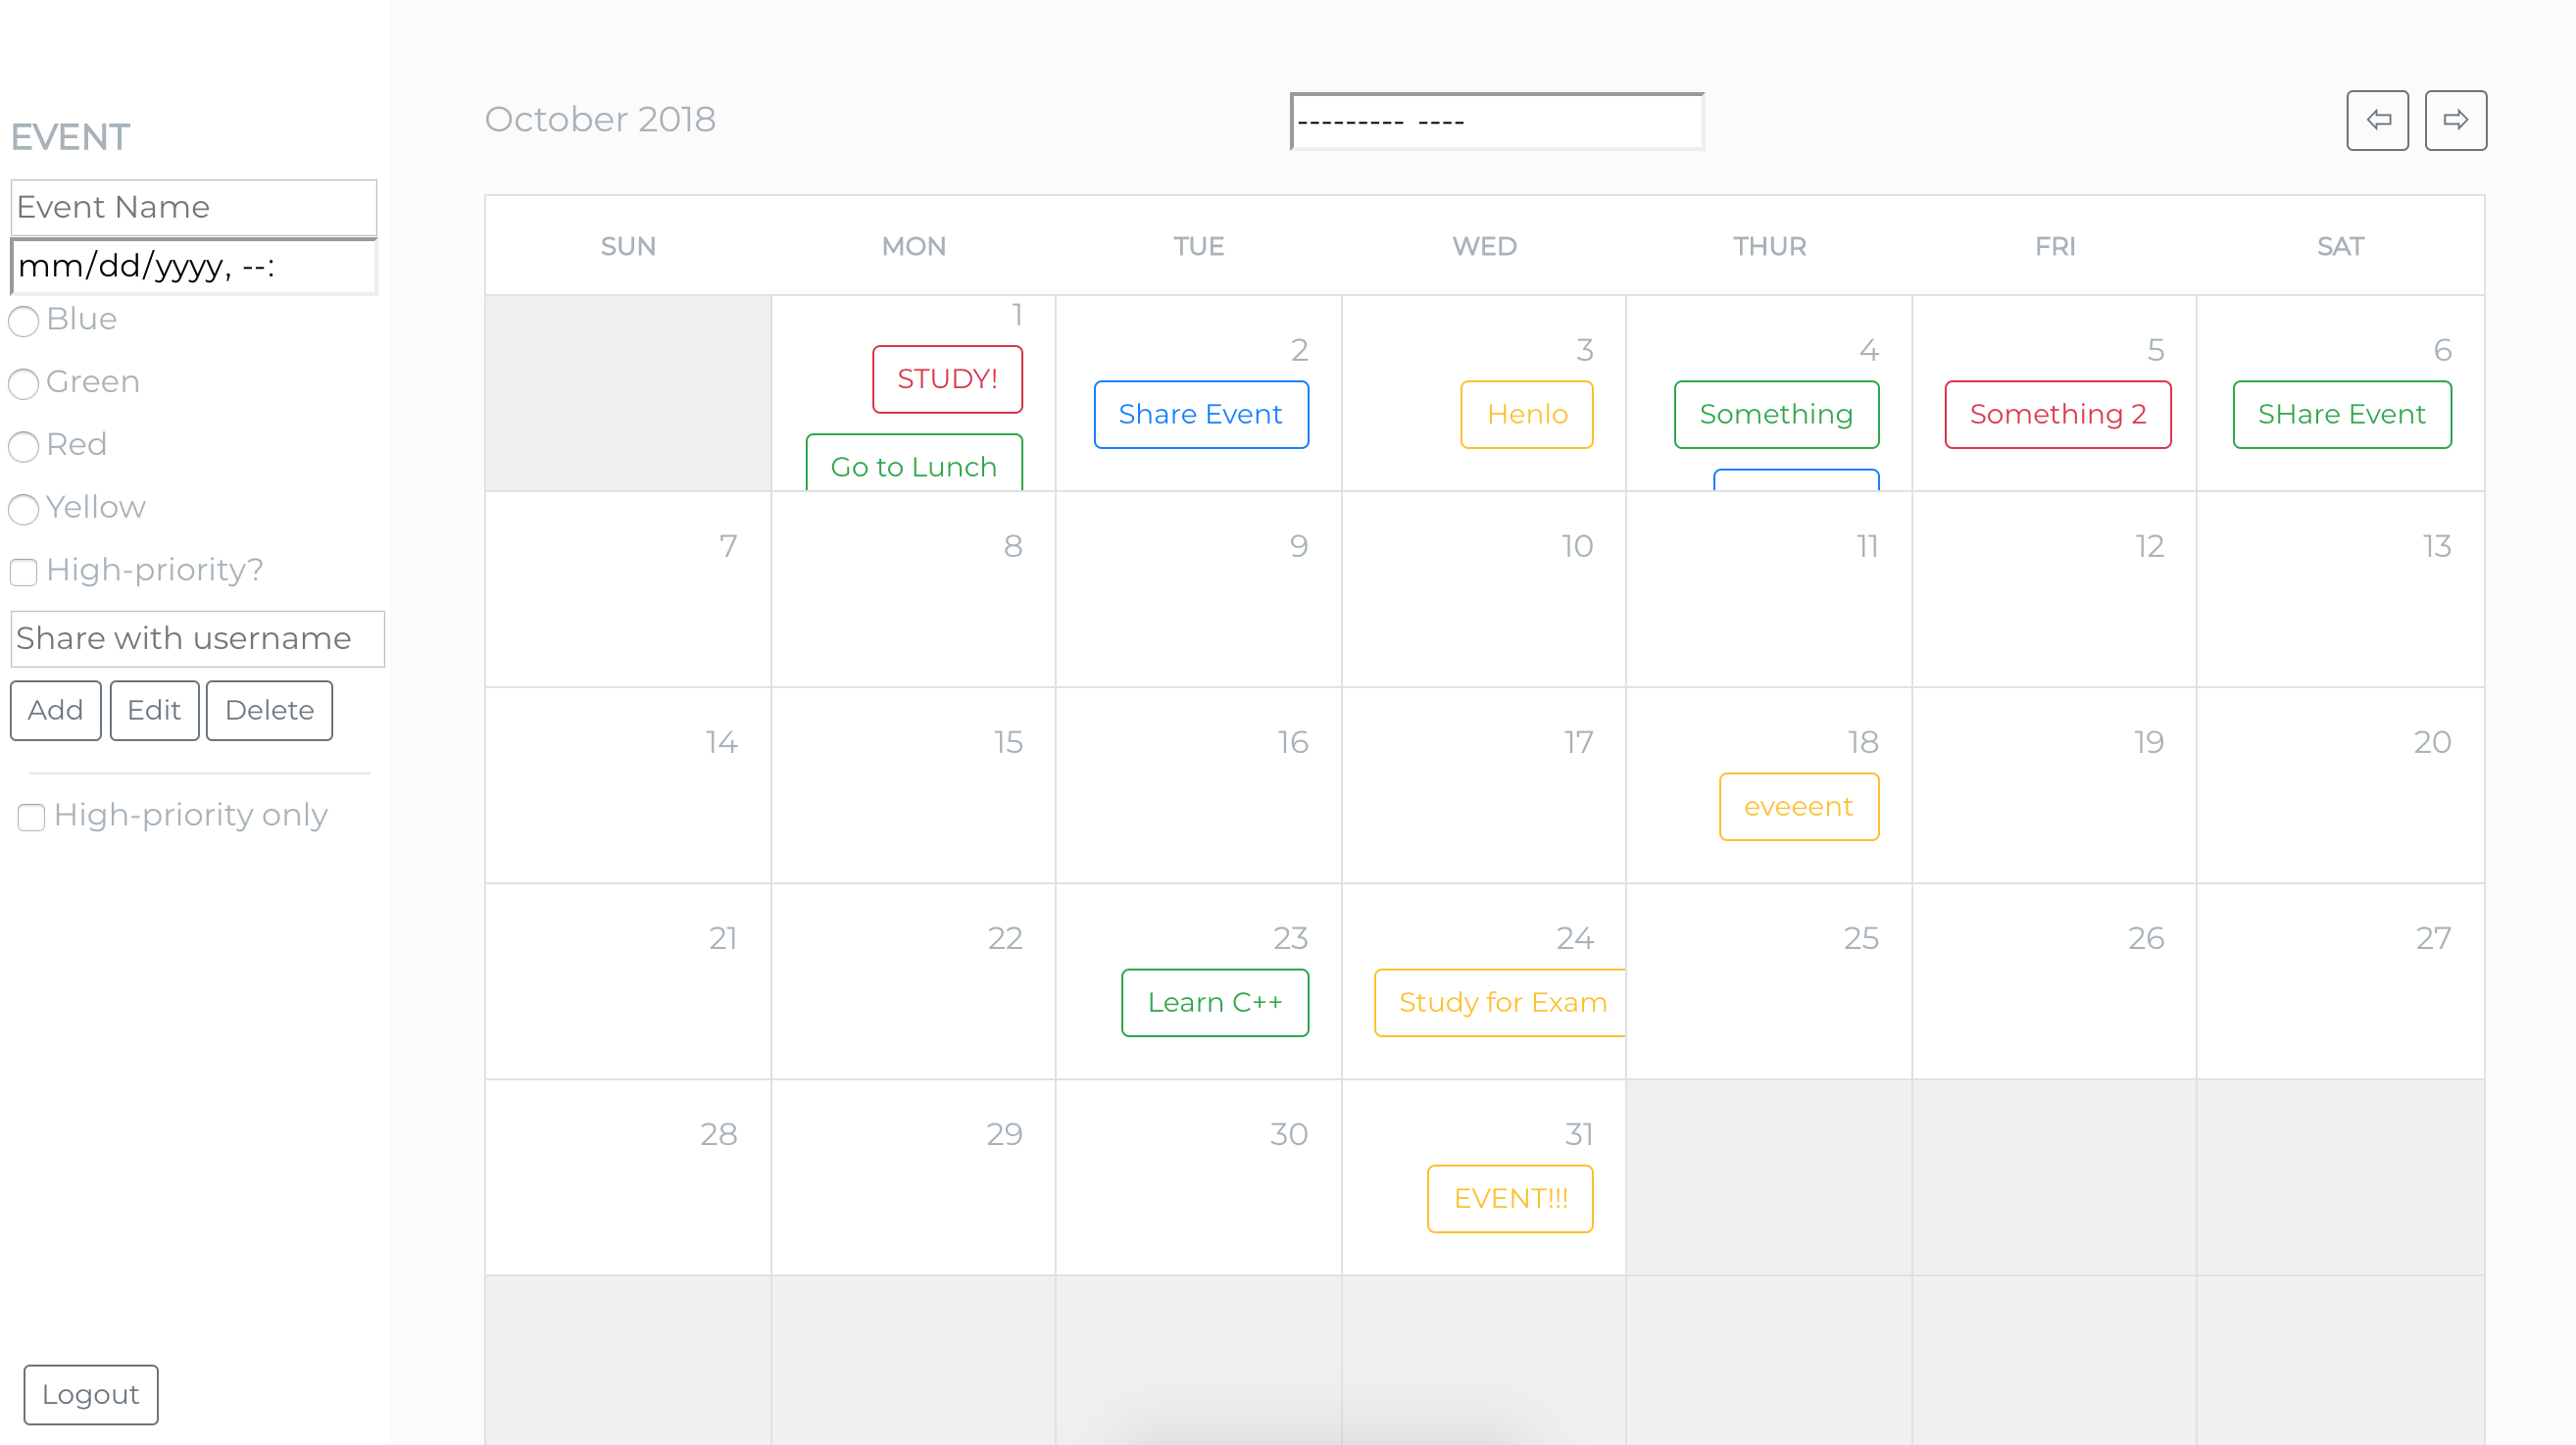 EVENT
Event Name
mm/dd/yyyy, --:
Blue
Green
Red
Yellow
High-priority?
Share with username
Add Edit Delete
High-priority only
Logout
October 2018
--------- ----
SUN MON TUE WED THUR FRI SAT
1 2 3 4 5 6
STUDY! Share Event Henlo Something Something 2 SHare Event
Go to Lunch
7 8 9 10 11 12 13
14 15 16 17 18 19 20
eveeent
21 22 23 24 25 26 27
Learn C++ Study for Exam
28 29 30 31
EVENT!!!